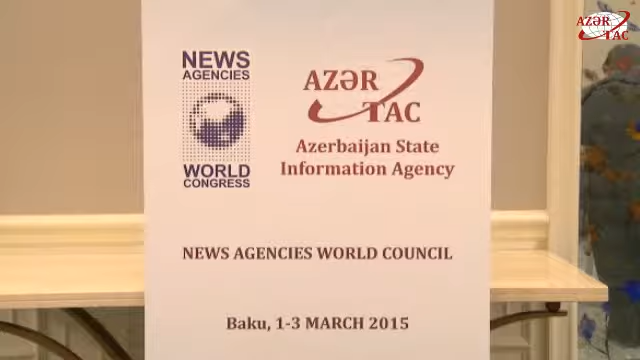 NEWS
AGENCIES
WORLD
CONGRESS
AZƏR
TAC
Azerbaijan State
Information Agency
NEWS AGENCIES WORLD COUNCIL
Baku, 1-3 MARCH 2015
AZƏR
TAC